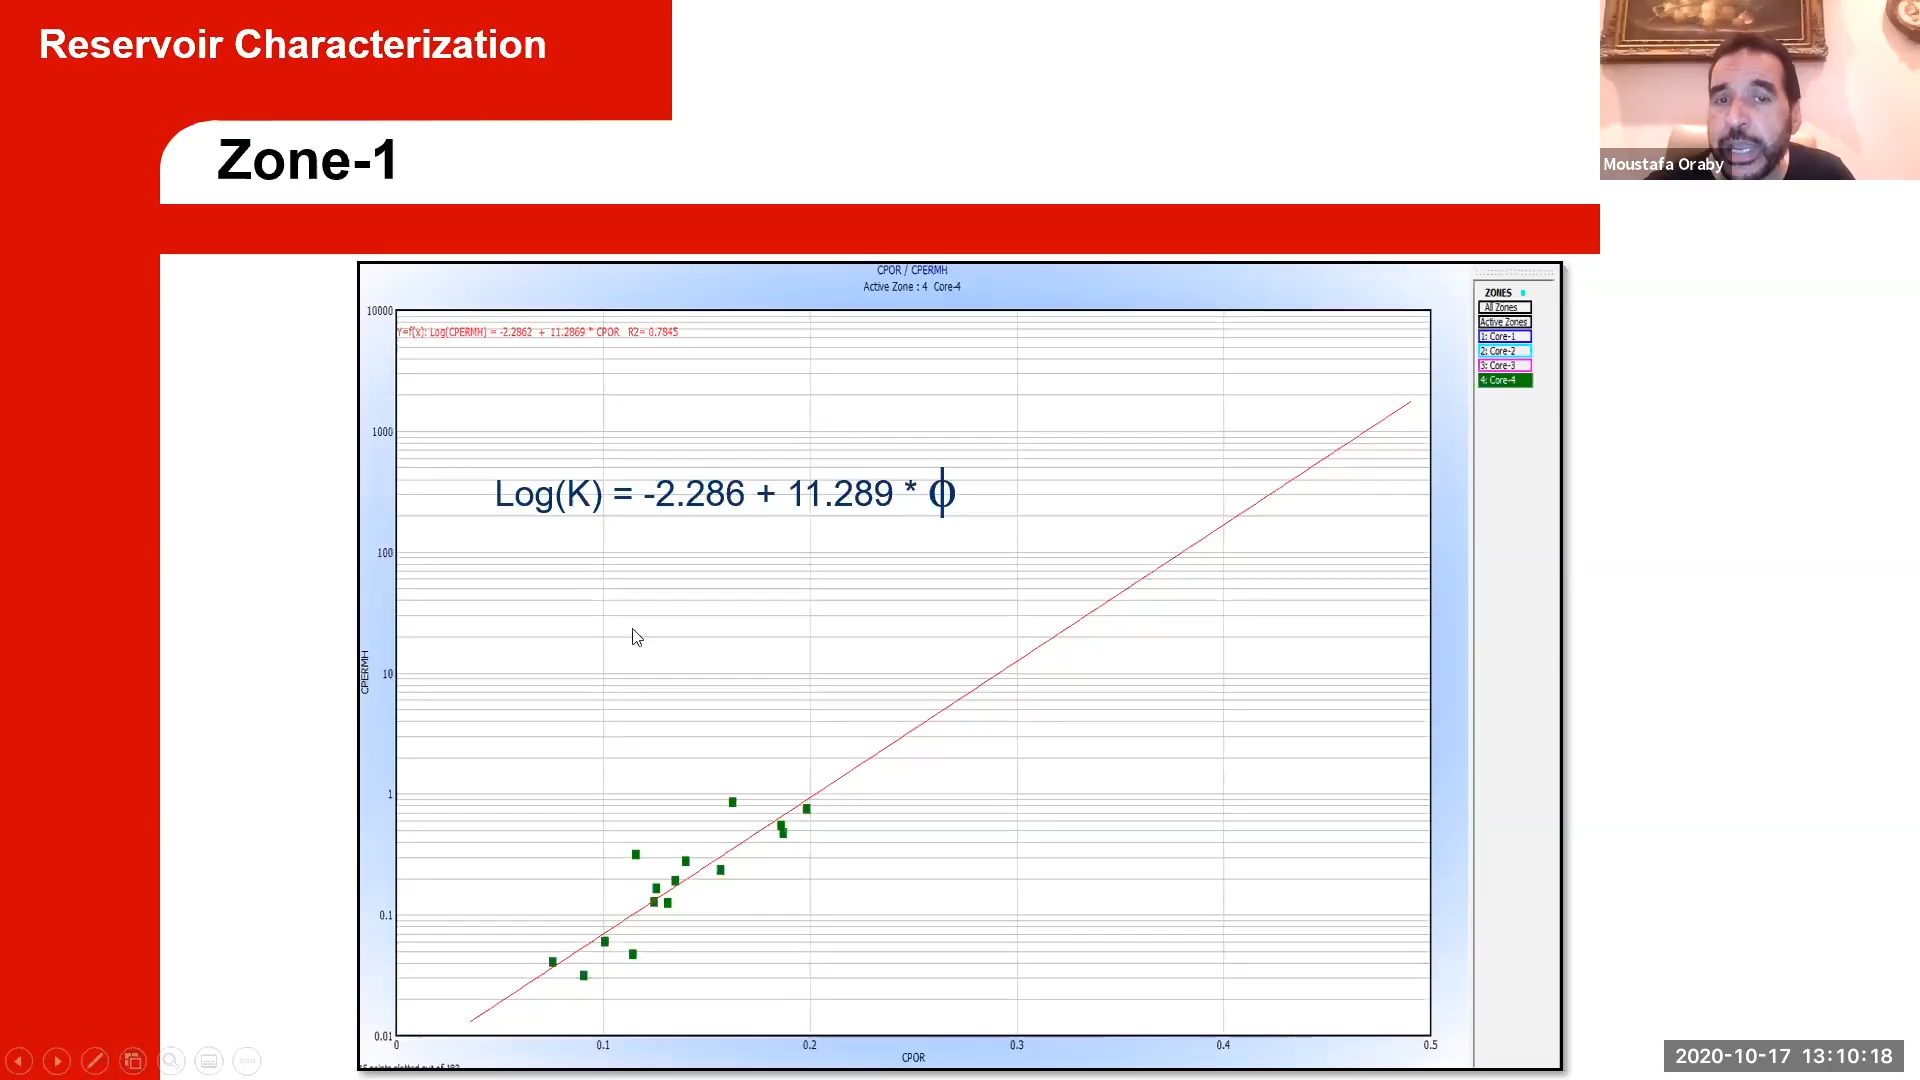 Reservoir Characterization
Zone-1
Moustafa Oraby
CPOR / CPERMH
Active Zone : 4 Core-4
Y=f(x): Log(CPERMH) = -2.2862 + 11.2869 * CPOR R2= 0.7845
Log(K) = -2.286 + 11.289 * ϕ
10000
1000
100
10
1
0.1
0.01
CPERMH
0
0.1
0.2
0.3
0.4
0.5
CPOR
ZONES
All Zones
Active Zones
1: Core-1
2: Core-2
3: Core-3
4: Core-4
2020-10-17 13:10:18